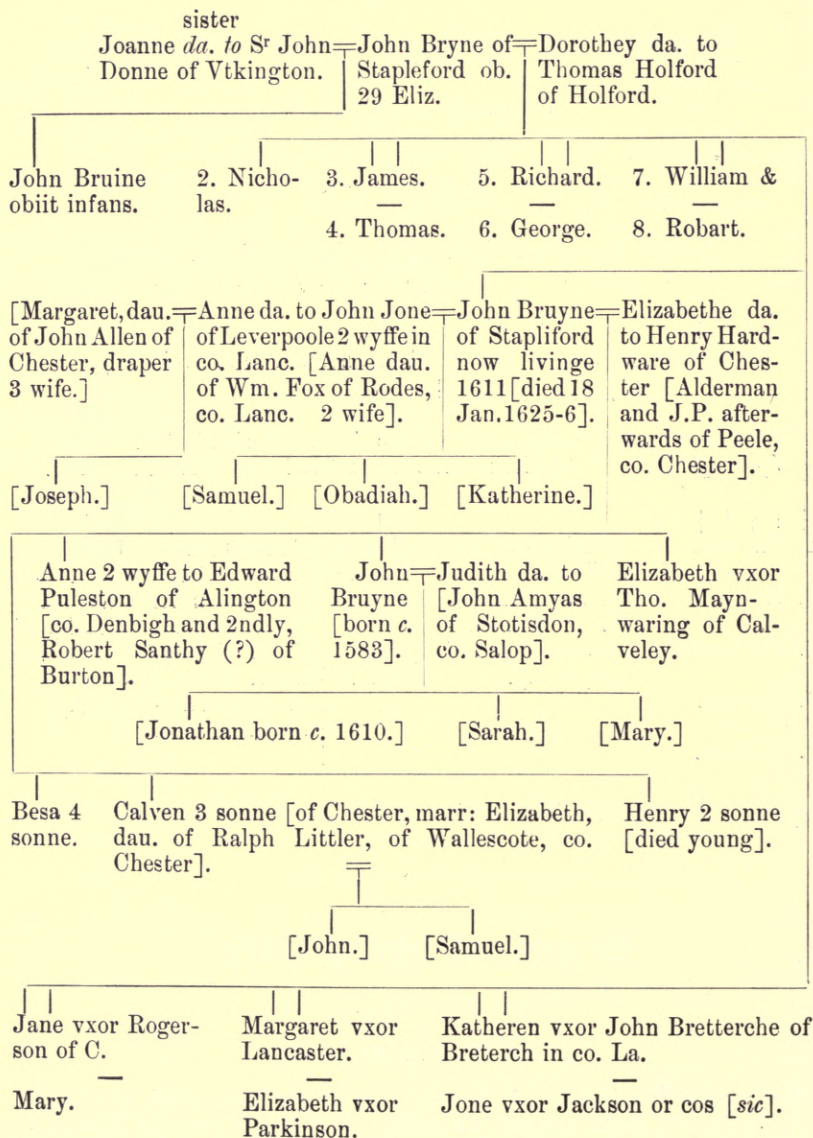 sister
Joanne da. to Sr John John Bryne of Dorothey da. to
Donne of Vtkington. Stapleford ob. Thomas Holford
29 Eliz. of Holford.
John Bruine 2. Nicho- 3. James. 5. Richard. 7. William &
obiit infans. las. — — —
4. Thomas. 6. George. 8. Robart.
[Margaret, dau. Anne da. to John Jone John Bruyne Elizabethe da.
of John Allen of of Leverpoole 2 wyffe in of Stapliford to Henry Hard-
Chester, draper co. Lanc. [Anne dau. now livinge ware of Ches-
3 wife.] of Wm. Fox of Rodes, 1611 [died 18 ter [Alderman
co. Lanc. 2 wife]. Jan. 1625-6]. and J.P. after-
wards of Peele,
co. Chester].
[Joseph.] [Samuel.] [Obadiah.] [Katherine.]
Anne 2 wyffe to Edward John Judith da. to Elizabeth vxor
Puleston of Alington Bruyne [John Amyas Tho. Mayn-
[co. Denbigh and 2ndly, [born c. of Stotisdon, waring of Cal-
Robert Santhy (?) of 1583]. co. Salop]. veley.
Burton].
[Jonathan born c. 1610.] [Sarah.] [Mary.]
Besa 4 Calven 3 sonne [of Chester, marr: Elizabeth, Henry 2 sonne
sonne. dau. of Ralph Littler, of Wallescote, co. [died young].
Chester].
[John.] [Samuel.]
Jane vxor Roger- Margaret vxor Katheren vxor John Bretterche of
son of C. Lancaster. Breterch in co. La.
— — —
Mary. Elizabeth vxor Jone vxor Jackson or cos [sic].
Parkinson.